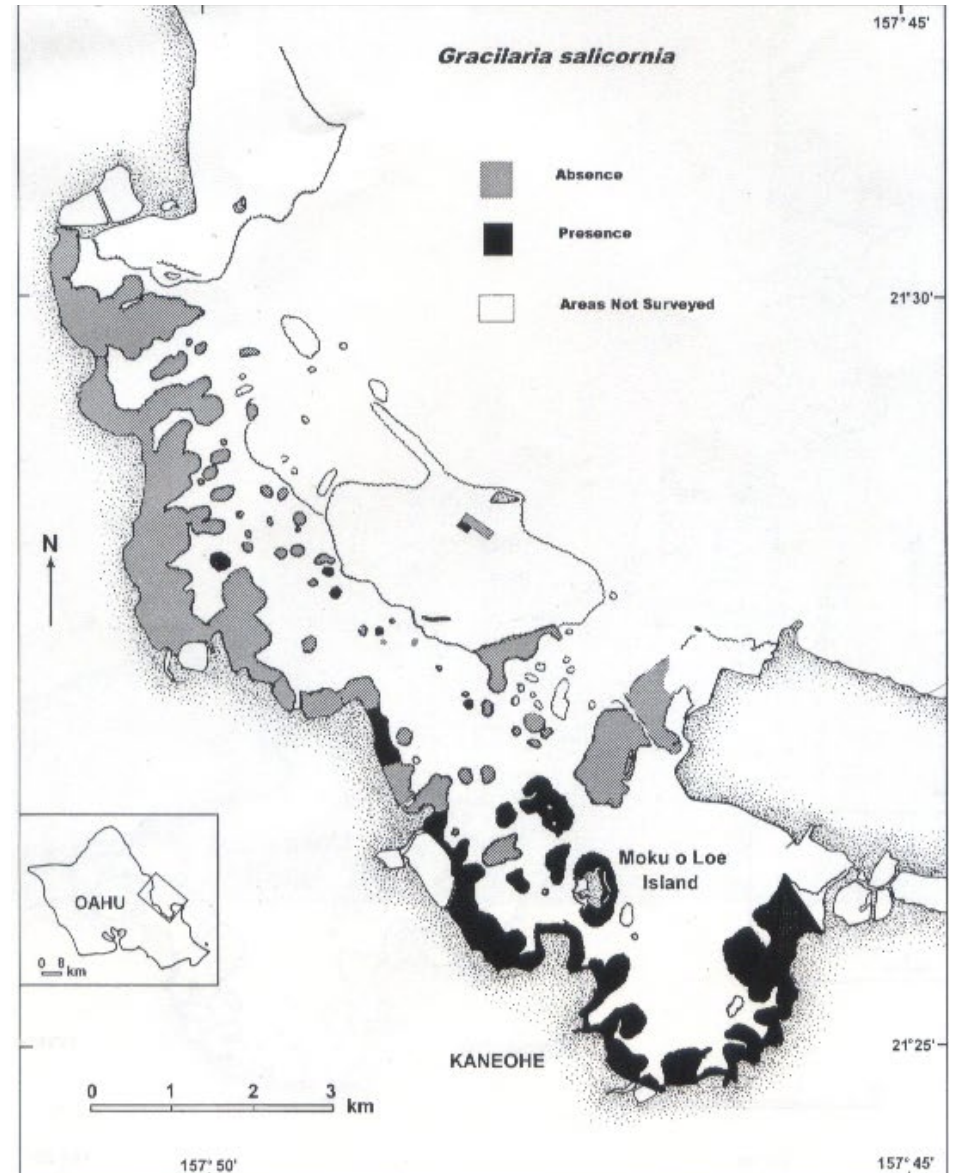 157° 45'
Gracilaria salicornia
Absence
Presence
Areas Not Surveyed
21° 30'
N
Moku o Loe
Island
OAHU
0 8
km
KANEOHE
21° 25'
0 1 2 3
km
157° 50'
157° 45'